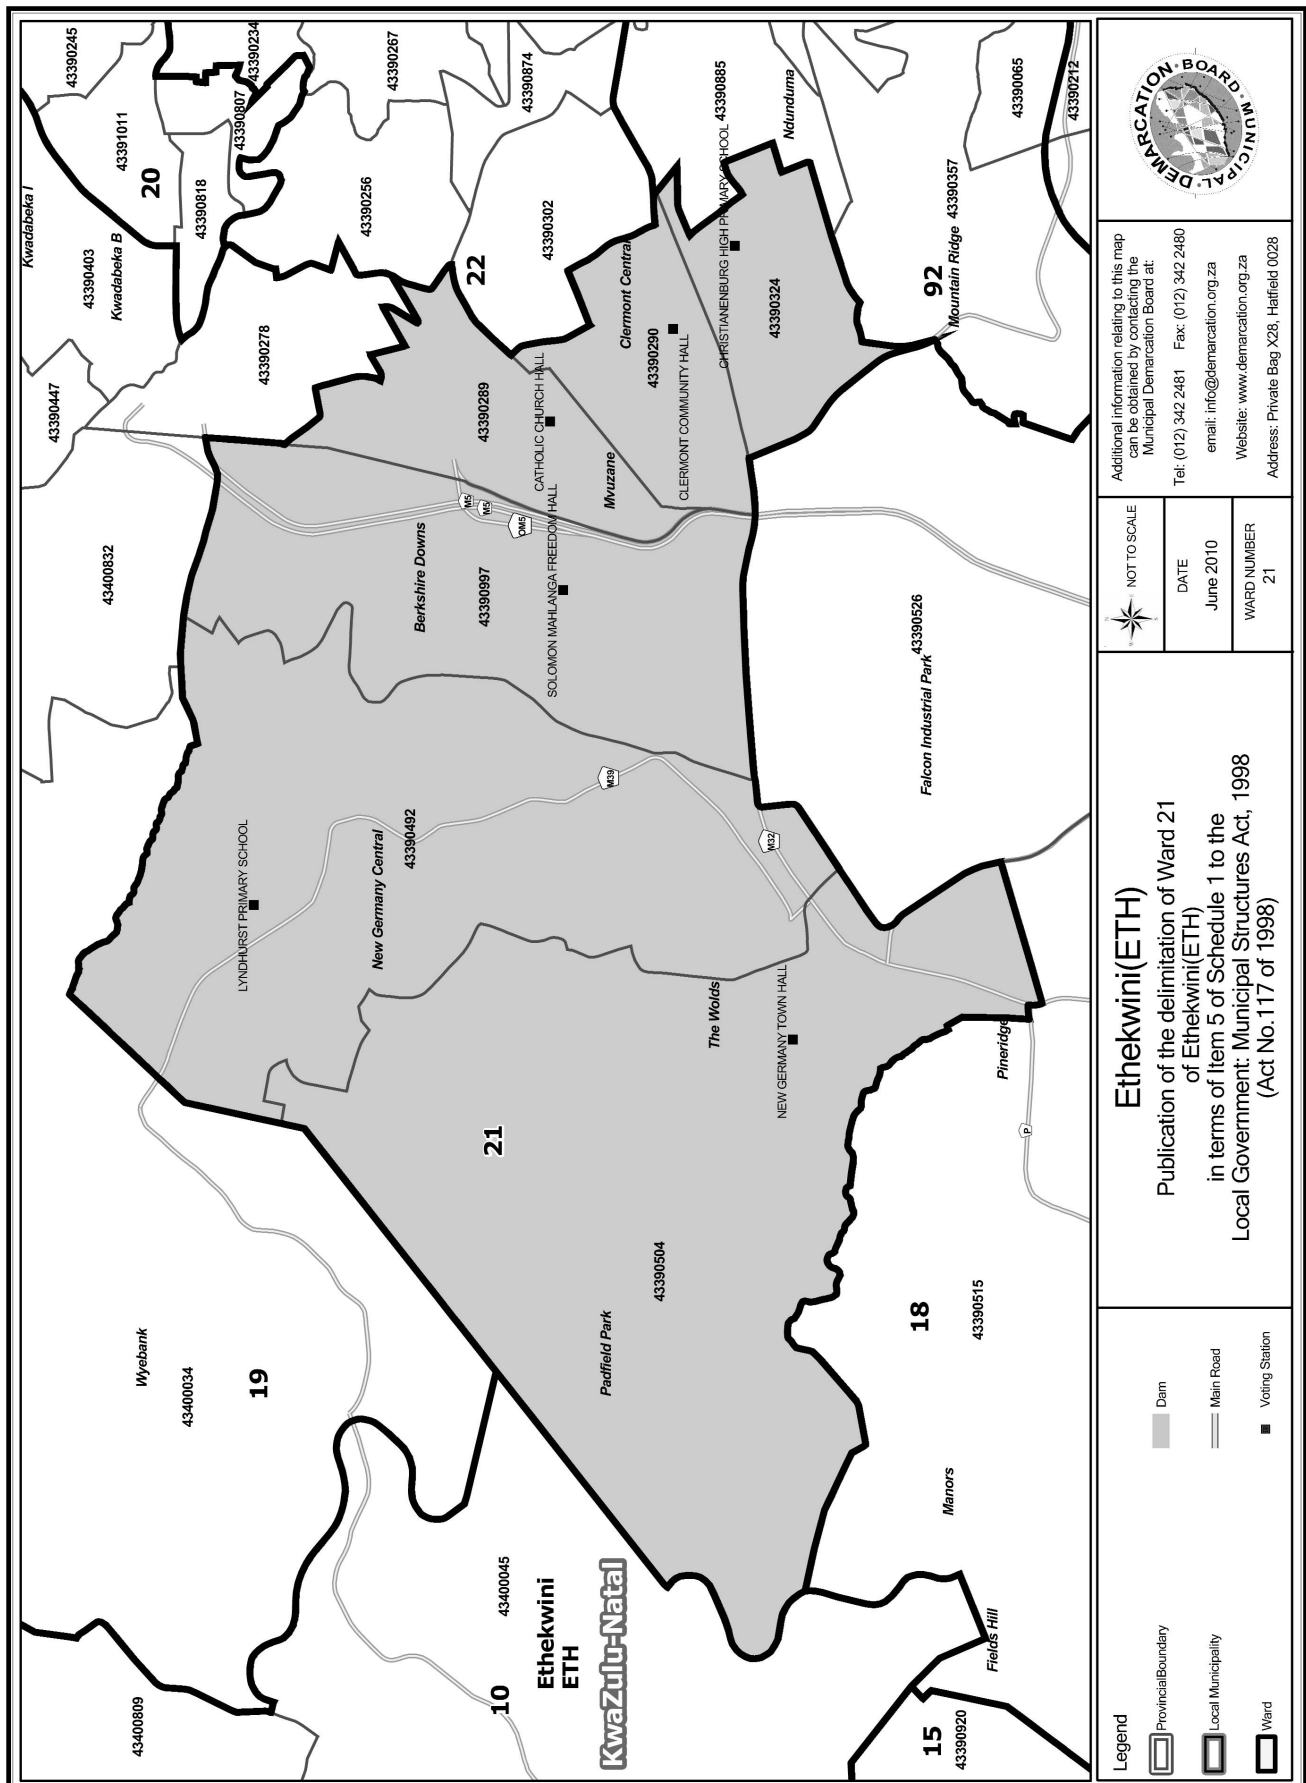 Kwadabeka I
43390245
43390234
43390267
43390874
43390885
Ndunduma
43390065
43390212
43391011
20
43390807
43390403
Kwadabeka B
43390818
43390256
43390302
22
Clermont Central
CHRISTIANENBURG HIGH PRIMARY SCHOOL
43390324
43390357
Mountain Ridge
92
43390447
43390278
43390289
CATHOLIC CHURCH HALL
43390290
CLERMONT COMMUNITY HALL
Mvuzane
43400832
Berkshire Downs
M5
M5
OM5
43390997
SOLOMON MAHLANGA FREEDOM HALL
43390526
Falcon Industrial Park
M39
M32
LYNDHURST PRIMARY SCHOOL
New Germany Central
43390492
The Wolds
NEW GERMANY TOWN HALL
Pineridge
P
21
43390504
Padfield Park
Wyebank
43400034
19
18
43390515
Manors
43400809
10
43400045
Ethekwini
ETH
KwaZulu-Natal
Fields Hill
15
43390920
Legend
ProvincialBoundary
Local Municipality
Ward
Dam
Main Road
Voting Station
Ethekwini(ETH)
Publication of the delimitation of Ward 21
of Ethekwini(ETH)
in terms of Item 5 of Schedule 1 to the
Local Government: Municipal Structures Act, 1998
(Act No.117 of 1998)
N
NOT TO SCALE
DATE
June 2010
WARD NUMBER
21
Additional information relating to this map
can be obtained by contacting the
Municipal Demarcation Board at:
Tel: (012) 342 2481 Fax: (012) 342 2480
email: info@demarcation.org.za
Website: www.demarcation.org.za
Address: Private Bag X28, Hatfield 0028
MUNICIPAL · DEMARCATION · BOARD ·